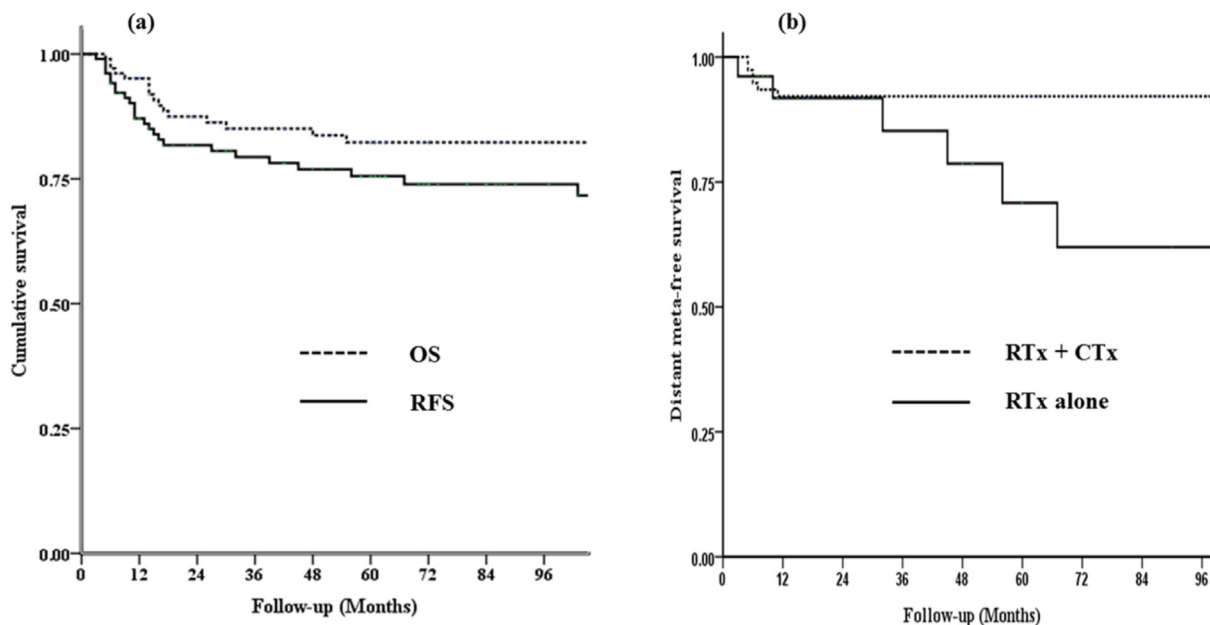 (a)
Cumulative survival
1.00
0.75
0.50
0.25
0.00
OS
RFS
0 12 24 36 48 60 72 84 96
Follow-up (Months)
(b)
Distant meta-free survival
1.00
0.75
0.50
0.25
0.00
RTx + CTx
RTx alone
0 12 24 36 48 60 72 84 96
Follow-up (Months)